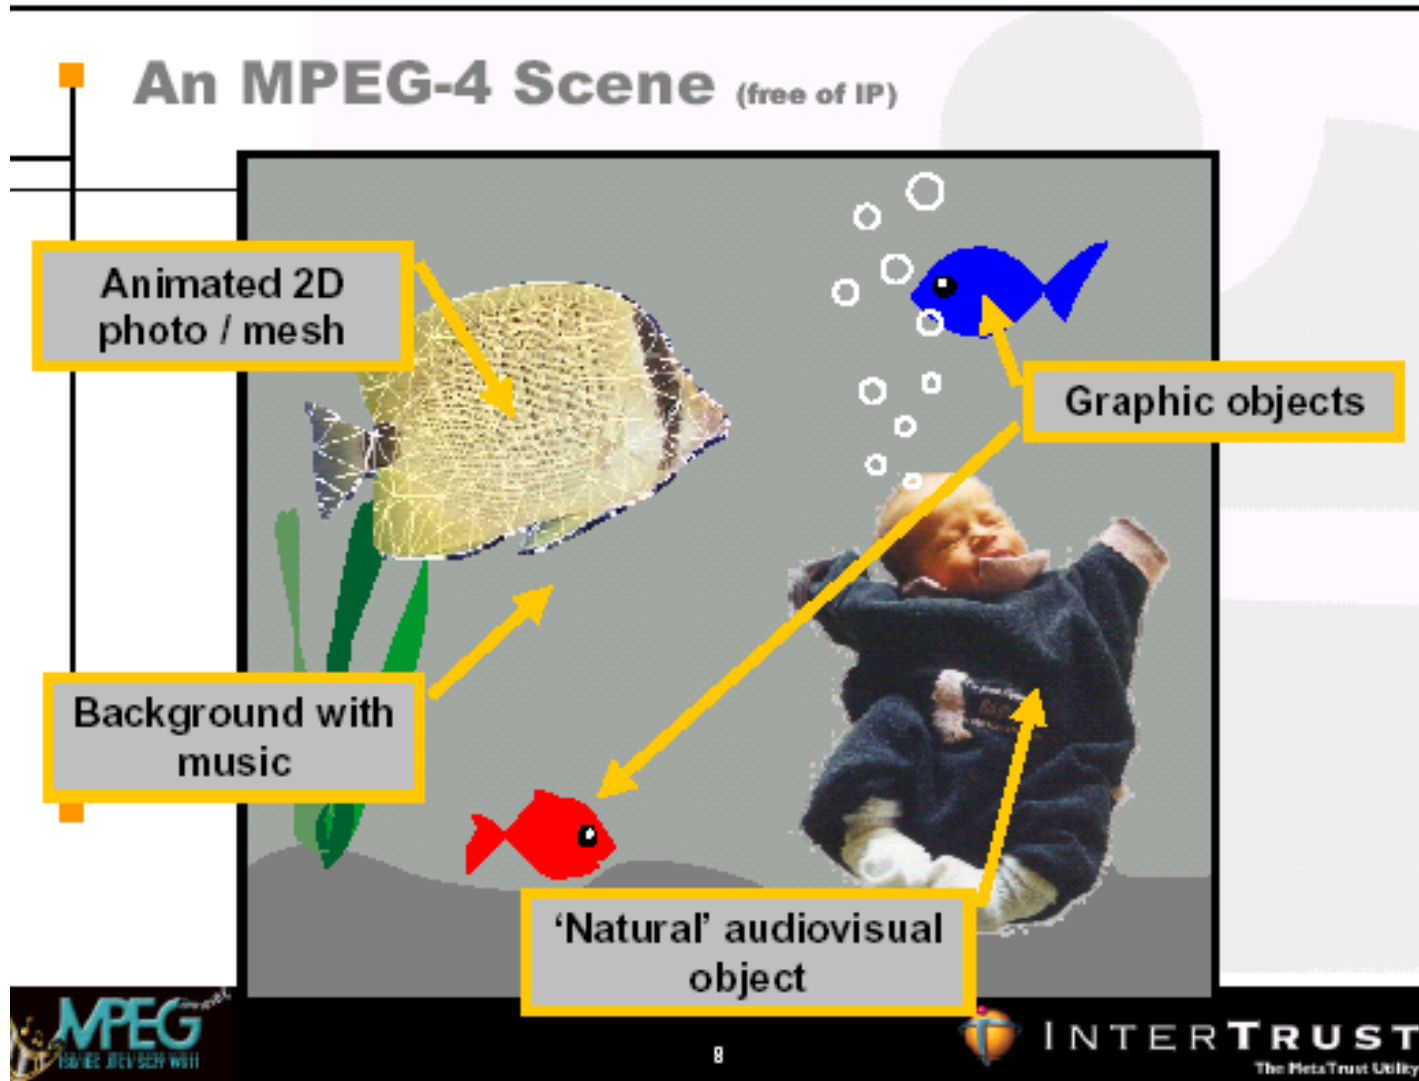 An MPEG-4 Scene (free of IP)
Animated 2D
photo / mesh
Graphic objects
Background with
music
‘Natural’ audiovisual
object
MPEG
8
INTERTRUST
The MetaTrust Utility